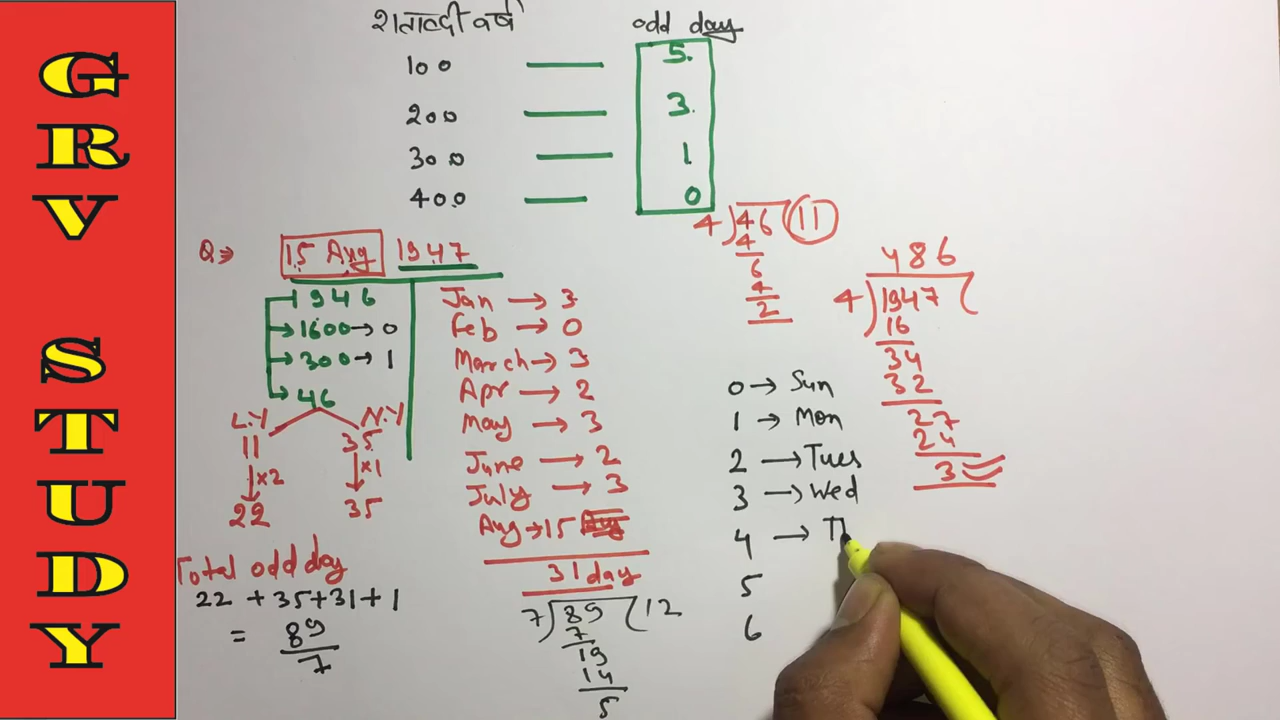 GRV STUDY
शताब्दी वर्ष odd day
100 — 5.
200 — 3.
300 — 1
400 — 0
Q⇒ 15 Aug 1947
1946
→1600→0
→300→1
→46
L.Y N.Y
11 35
↓×2 ↓×1
22 35
Total odd day
22 + 35+31+1
= 89
7
Jan → 3
Feb → 0
March → 3
Apr → 2
May → 3
June → 2
July → 3
Aug→15
31 day
7)89(12
7
19
14
5
4)46(11
4
6
4
2
486
4)1947(
16
34
32
27
24
3
0 → Sun
1 → Mon
2 → Tues
3 → Wed
4 → Th
5
6